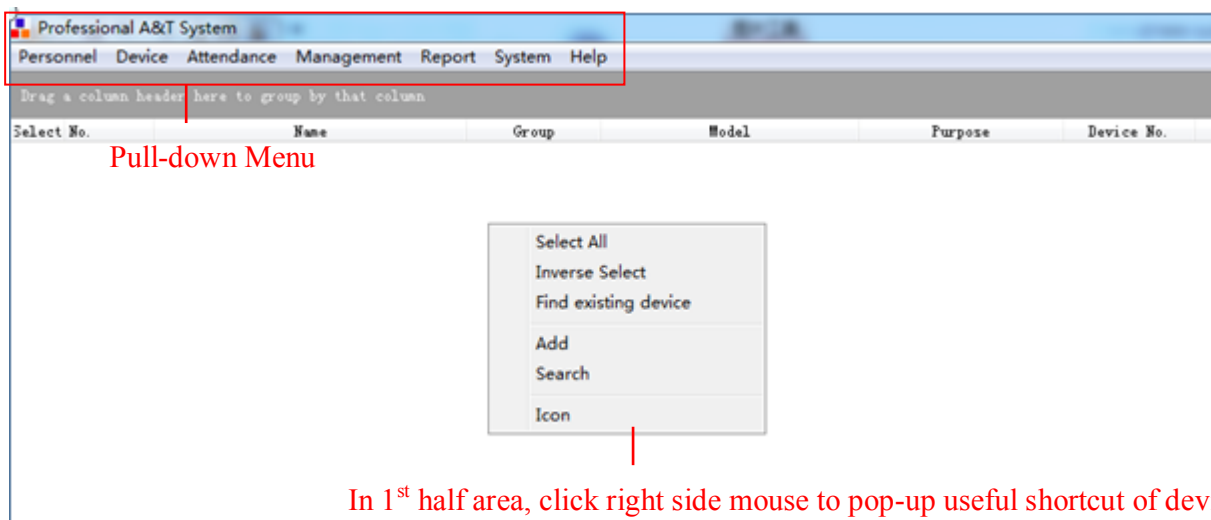 Professional A&T System
Personnel Device Attendance Management Report System Help
Drag a column header here to group by that column
Select No. Name Group Model Purpose Device No.
Pull-down Menu
Select All
Inverse Select
Find existing device
Add
Search
Icon
In 1st half area, click right side mouse to pop-up useful shortcut of dev